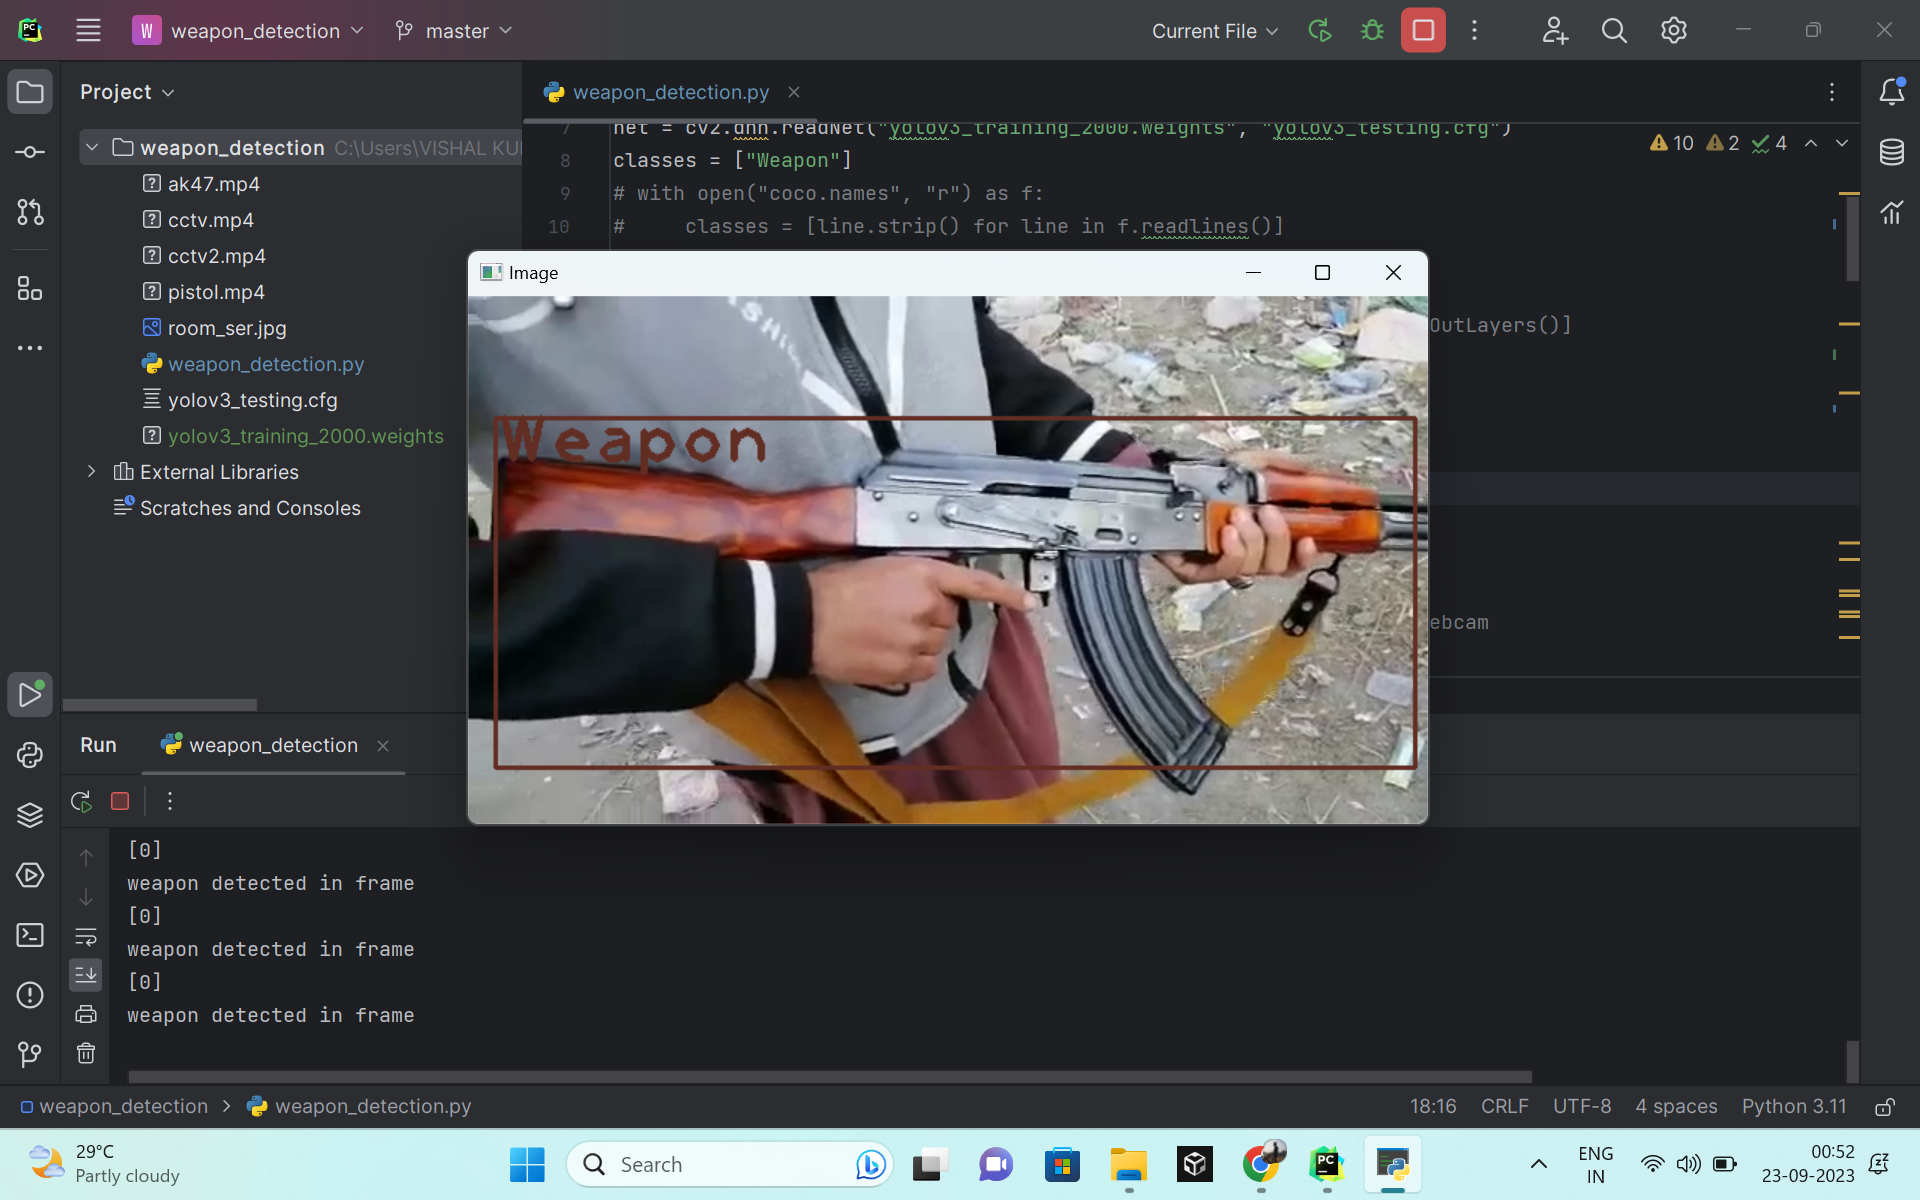 PC
W weapon_detection
master
Current File
Project
weapon_detection.py
weapon_detection C:\Users\VISHAL KU
ak47.mp4
cctv.mp4
cctv2.mp4
pistol.mp4
room_ser.jpg
weapon_detection.py
yolov3_testing.cfg
yolov3_training_2000.weights
External Libraries
Scratches and Consoles
7 net = cv2.dnn.readNet("yolov3_training_2000.weights", "yolov3_testing.cfg")
8 classes = ["Weapon"]
9 # with open("coco.names", "r") as f:
10 # classes = [line.strip() for line in f.readlines()]
10 2 4
OutLayers()]
ebcam
Image
Weapon
Run weapon_detection
[0]
weapon detected in frame
[0]
weapon detected in frame
[0]
weapon detected in frame
weapon_detection > weapon_detection.py
18:16 CRLF UTF-8 4 spaces Python 3.11
29°C
Partly cloudy
Search
PC
ENG
IN
00:52
23-09-2023